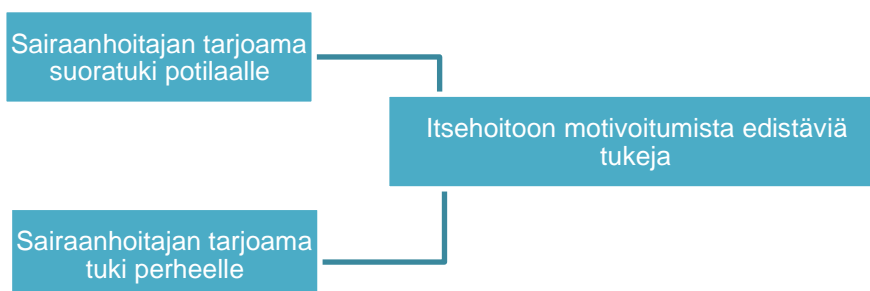 Sairaanhoitajan tarjoama
suoratuki potilaalle
Itsehoitoon motivoitumista edistäviä
tukeja
Sairaanhoitajan tarjoama
tuki perheelle